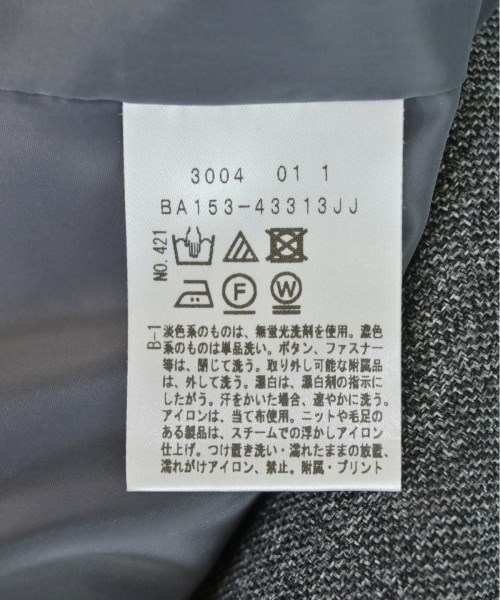 3004 01 1
BA153-43313JJ
NO.421
F
W
B-1
淡色系のものは、無蛍光洗剤を使用。濃色
系のものは単品洗い。ボタン、ファスナー
等は、閉じて洗う。取り外し可能な附属品
は、外して洗う。漂白は、漂白剤の指示に
したがう。汗をかいた場合、速やかに洗う。
アイロンは、当て布使用。ニットや毛足の
ある製品は、スチームでの浮かしアイロン
仕上げ。つけ置き洗い・濡れたままの放置、
濡れがけアイロン、禁止。附属・プリント